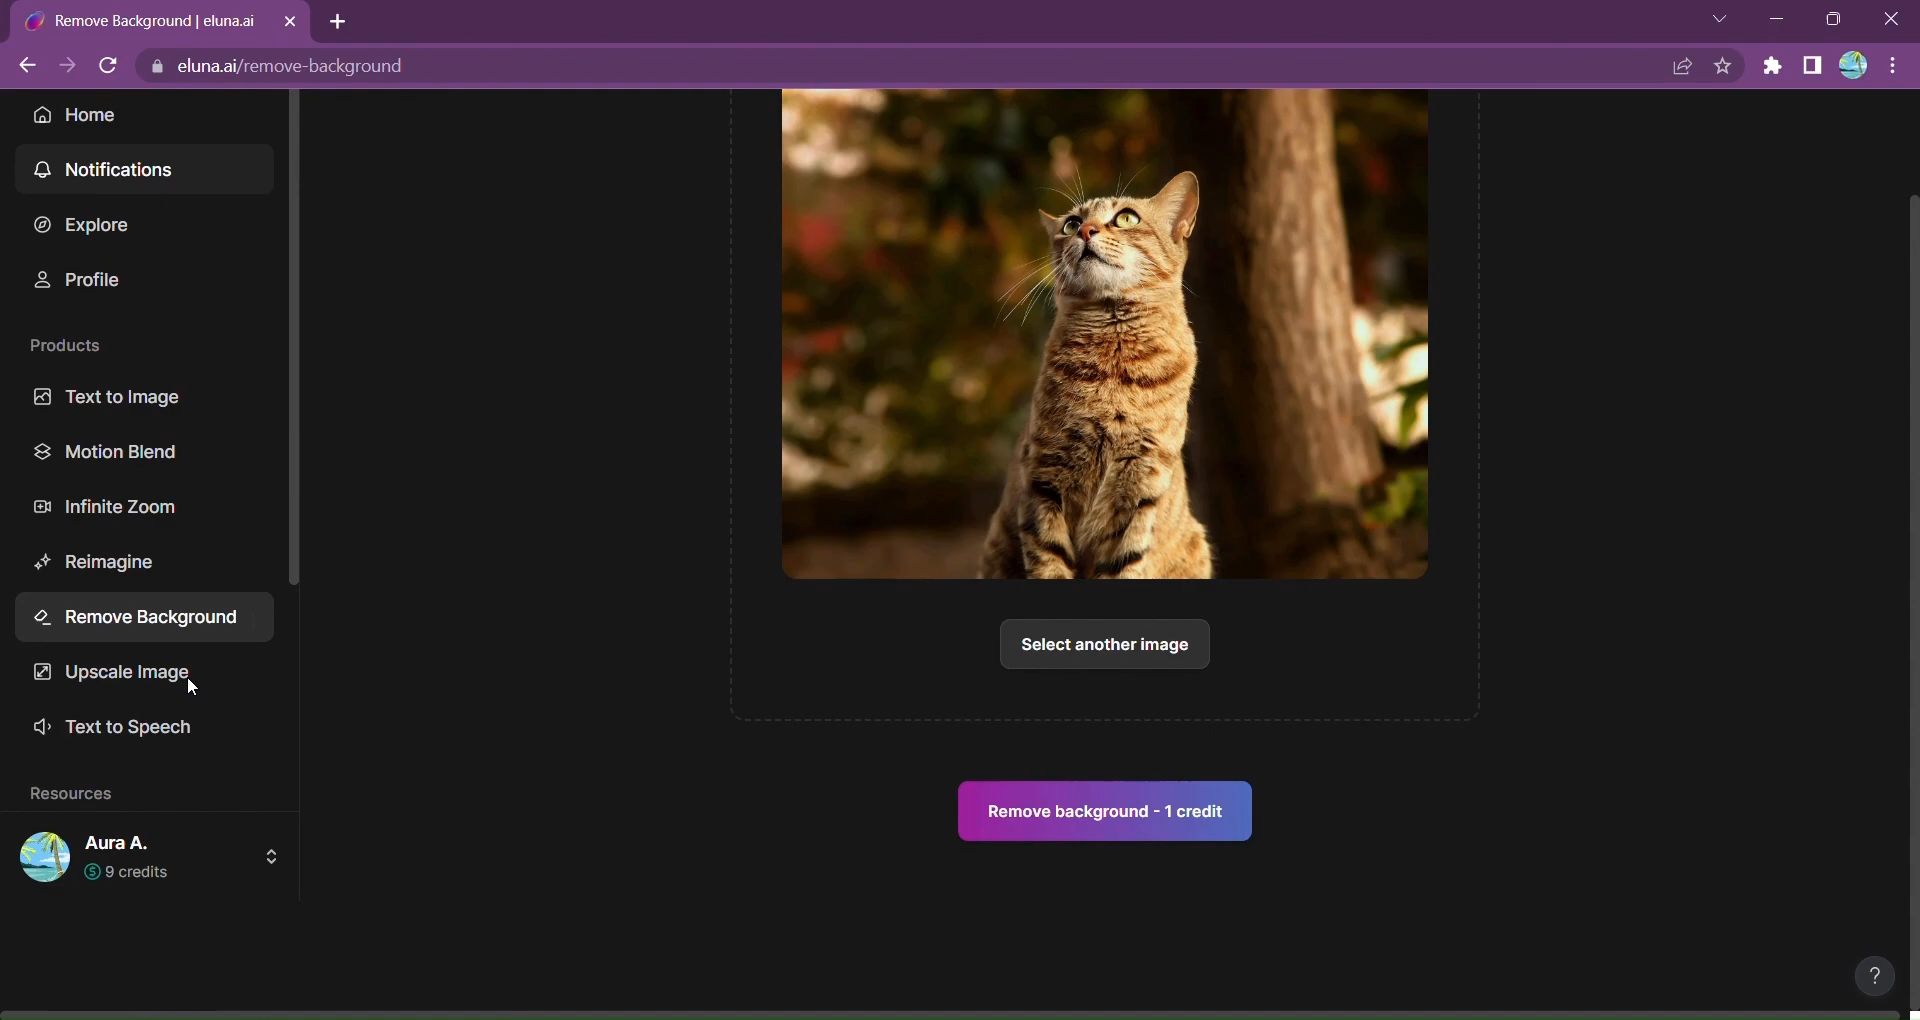 Remove Background | eluna.ai
eluna.ai/remove-background
Home
Notifications
Explore
Profile
Products
Text to Image
Motion Blend
Infinite Zoom
Reimagine
Remove Background
Upscale Image
Text to Speech
Resources
Aura A.
9 credits
Select another image
Remove background - 1 credit
?